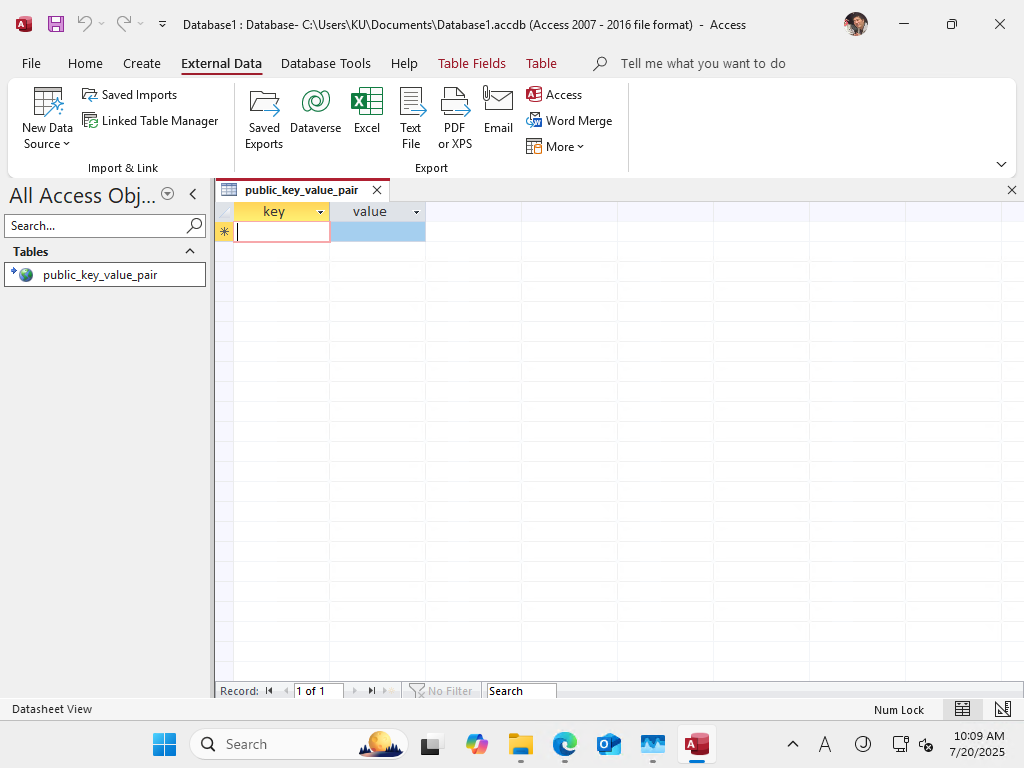 Database1 : Database- C:\Users\KU\Documents\Database1.accdb (Access 2007 - 2016 file format) - Access
File Home Create External Data Database Tools Help Table Fields Table Tell me what you want to do
New Data Source
Saved Imports
Linked Table Manager
Import & Link
Saved Exports
Dataverse
Excel
Text File
PDF or XPS
Email
Access
Word Merge
More
Export
All Access Obj...
Search...
Tables
public_key_value_pair
public_key_value_pair
key value
Record: 1 of 1 No Filter Search
Datasheet View
Num Lock
Search
10:09 AM
7/20/2025